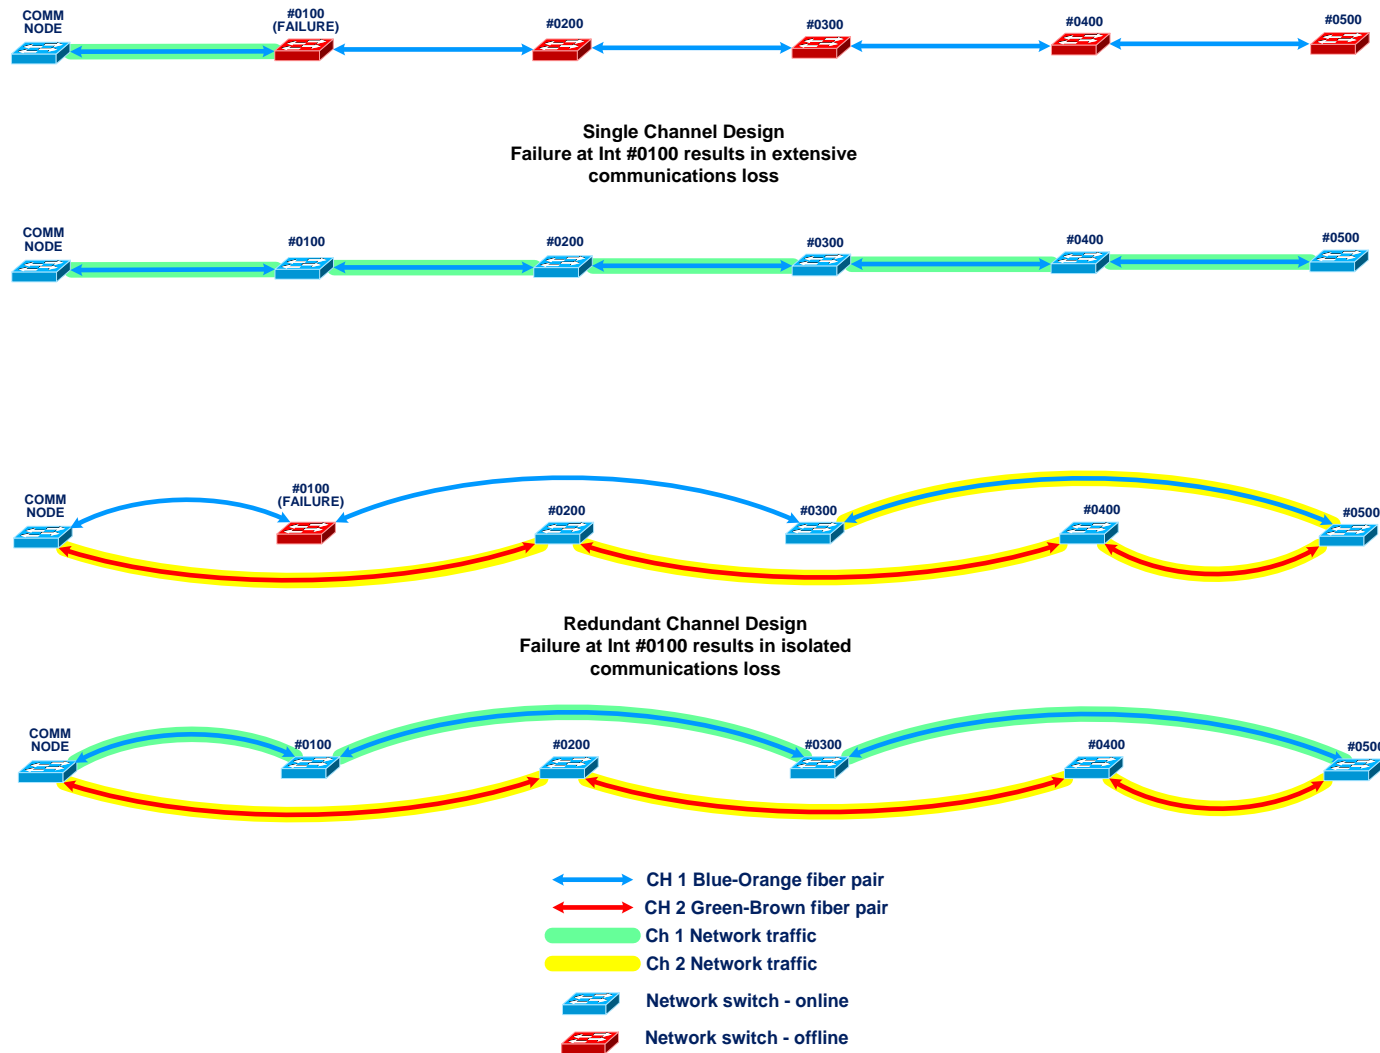 COMM
NODE
#0100
(FAILURE)
#0200
#0300
#0400
#0500
Single Channel Design
Failure at Int #0100 results in extensive
communications loss
COMM
NODE
#0100
#0200
#0300
#0400
#0500
COMM
NODE
#0100
(FAILURE)
#0200
#0300
#0400
#0500
Redundant Channel Design
Failure at Int #0100 results in isolated
communications loss
COMM
NODE
#0100
#0200
#0300
#0400
#0500
CH 1 Blue-Orange fiber pair
CH 2 Green-Brown fiber pair
Ch 1 Network traffic
Ch 2 Network traffic
Network switch - online
Network switch - offline